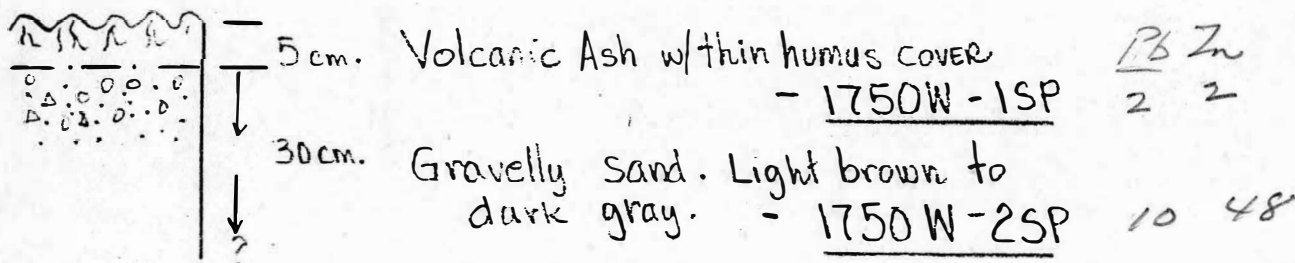 5 cm. Volcanic Ash w/thin humus COVER Pb Zn
- 1750W - 1SP 2 2
30 cm. Gravelly sand. Light brown to
dark gray. - 1750 W - 2SP 10 48
?